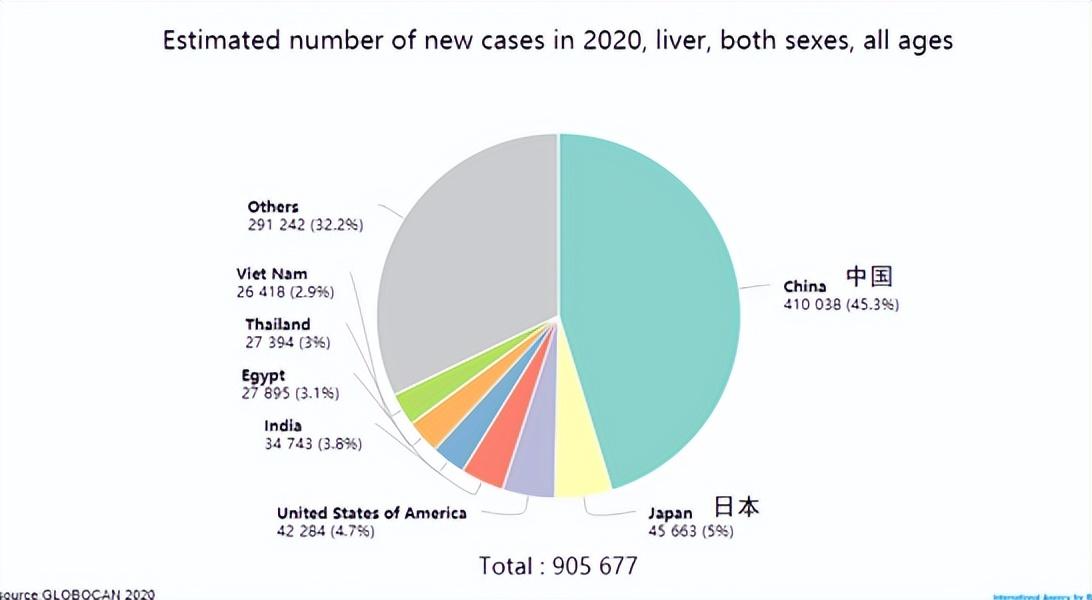 Estimated number of new cases in 2020, liver, both sexes, all ages
Others
291 242 (32.2%)
Viet Nam
26 418 (2.9%)
Thailand
27 394 (3%)
Egypt
27 895 (3.1%)
India
34 743 (3.8%)
United States of America
42 284 (4.7%)
Japan 日本
45 663 (5%)
China 中国
410 038 (45.3%)
Total : 905 677
source GLOBOCAN 2020
International Agency